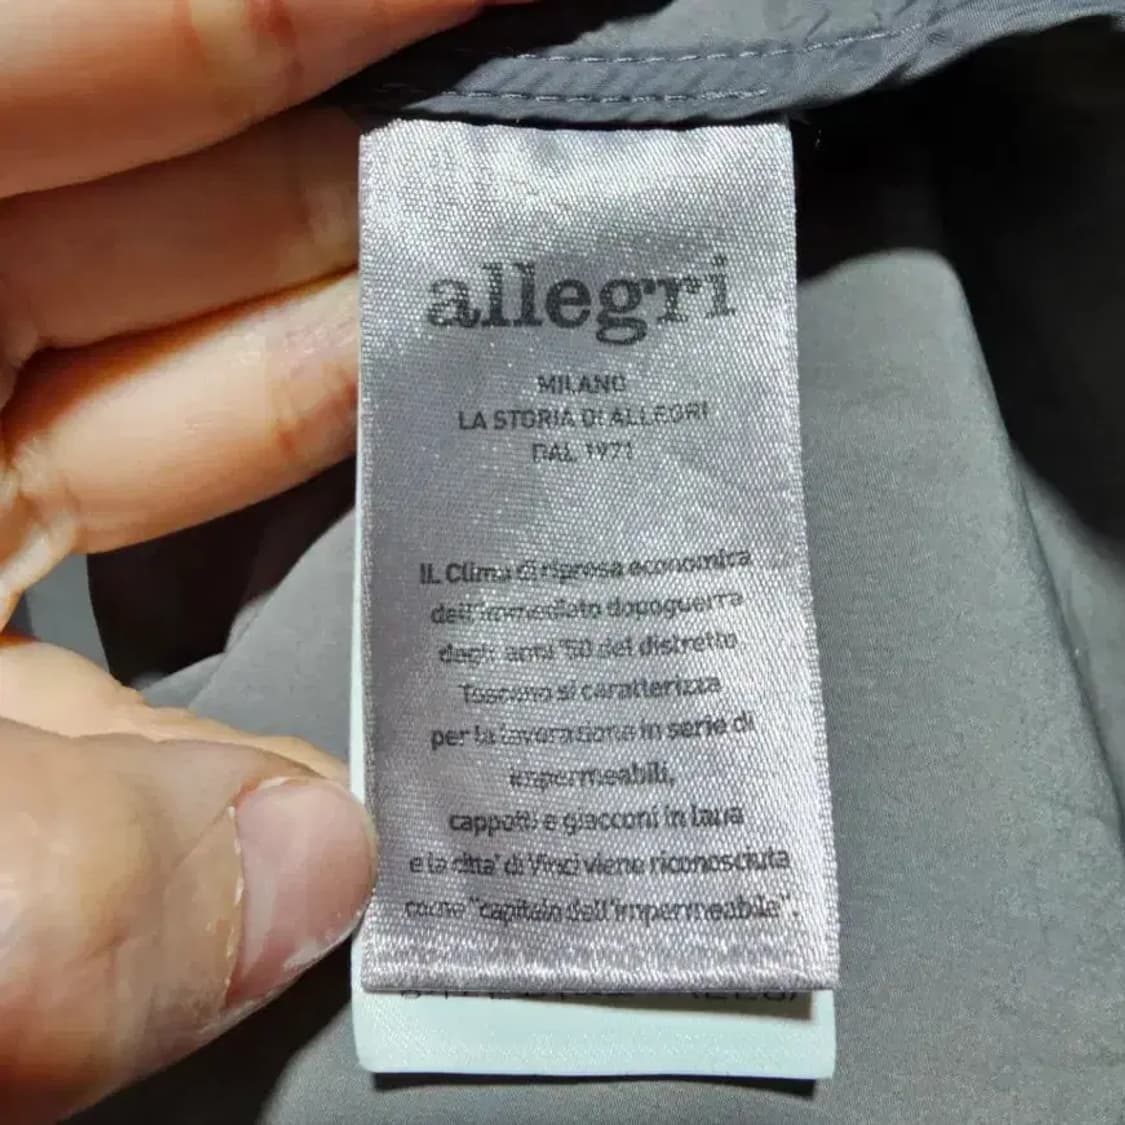 allegri
MILANO
LA STORIA DI ALLEGRI
DAL 1971
IL Clima di ripresa economica
dell'immediato dopoguerra
degli anni '50 del distretto
Toscano si caratterizza
per la lavorazione in serie di
impermeabili,
cappotti e giacconi in lana
e la citta' di Vinci viene riconosciuta
come "capitale dell'impermeabile".